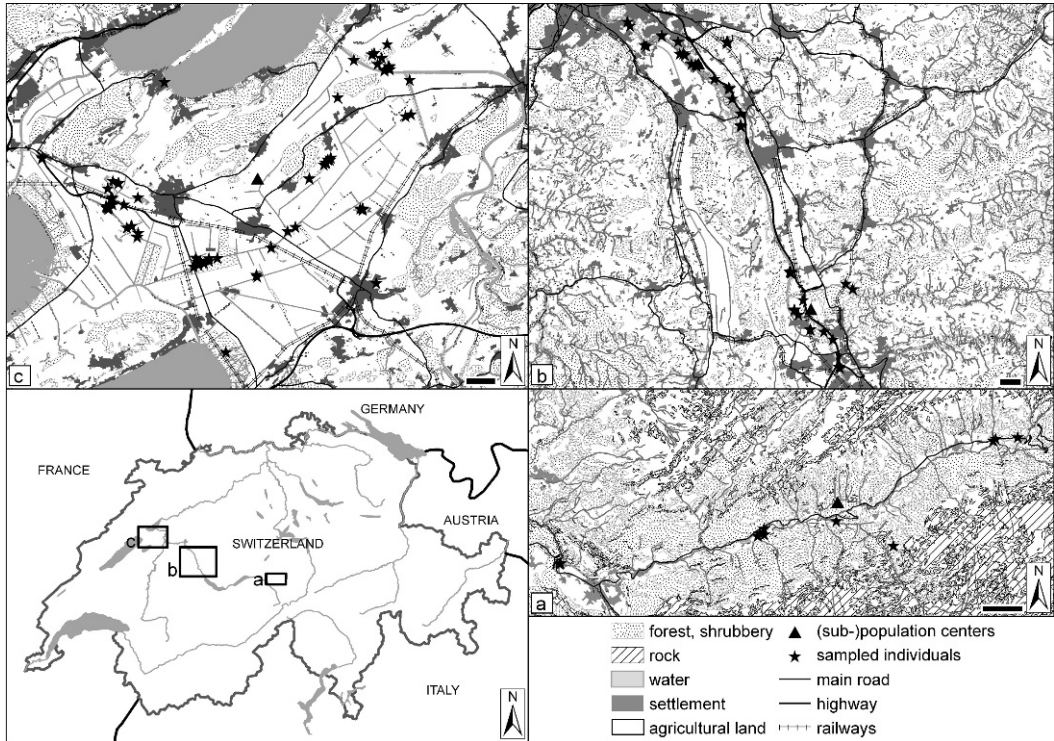 N
c
N
b
GERMANY
FRANCE
AUSTRIA
SWITZERLAND
c
b
a
ITALY
N
N
a
forest, shrubbery
rock
water
settlement
agricultural land
(sub-)population centers
sampled individuals
main road
highway
railways